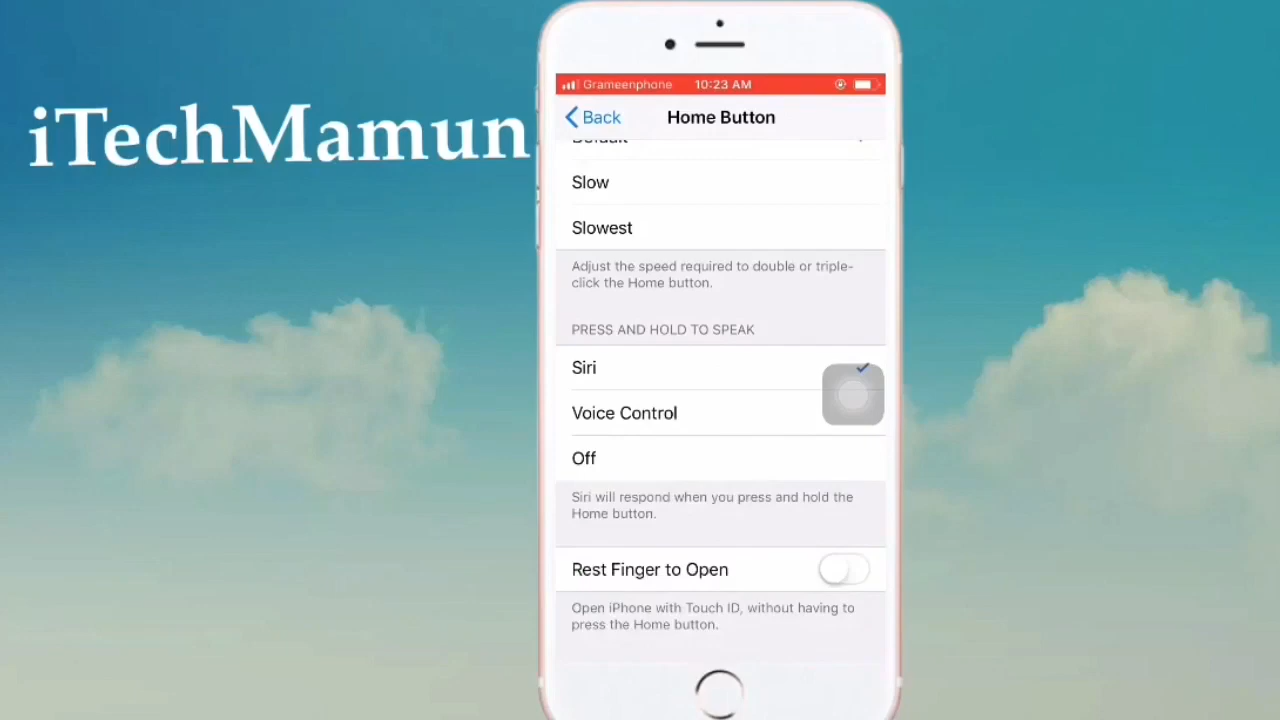 iTechMamun
Grameenphone 10:23 AM
Back Home Button
Default
Slow
Slowest
Adjust the speed required to double or triple-
click the Home button.
PRESS AND HOLD TO SPEAK
Siri
Voice Control
Off
Siri will respond when you press and hold the
Home button.
Rest Finger to Open
Open iPhone with Touch ID, without having to
press the Home button.